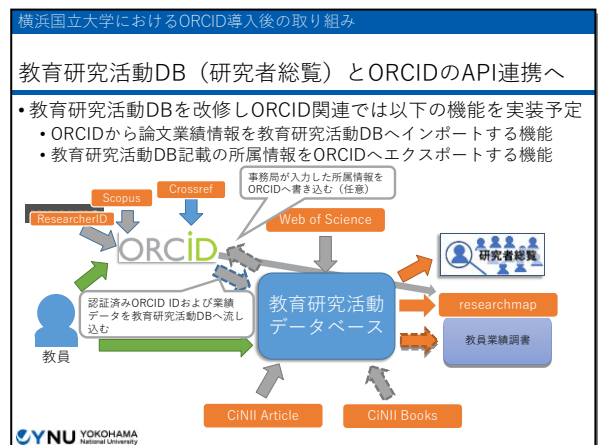 横浜国立大学におけるORCID導入後の取り組み
教育研究活動DB（研究者総覧）とORCIDのAPI連携へ
• 教育研究活動DBを改修しORCID関連では以下の機能を実装予定
• ORCIDから論文業績情報を教育研究活動DBへインポートする機能
• 教育研究活動DB記載の所属情報をORCIDへエクスポートする機能
事務局が入力した所属情報を
ORCIDへ書き込む（任意）
Crossref
Scopus
ResearcherID
Web of Science
ORCID
研究者総覧
認証済みORCID IDおよび業績
データを教育研究活動DBへ流し
込む
教育研究活動
データベース
researchmap
教員業績調書
教員
CiNII Article
CiNII Books
YNU YOKOHAMA
National University